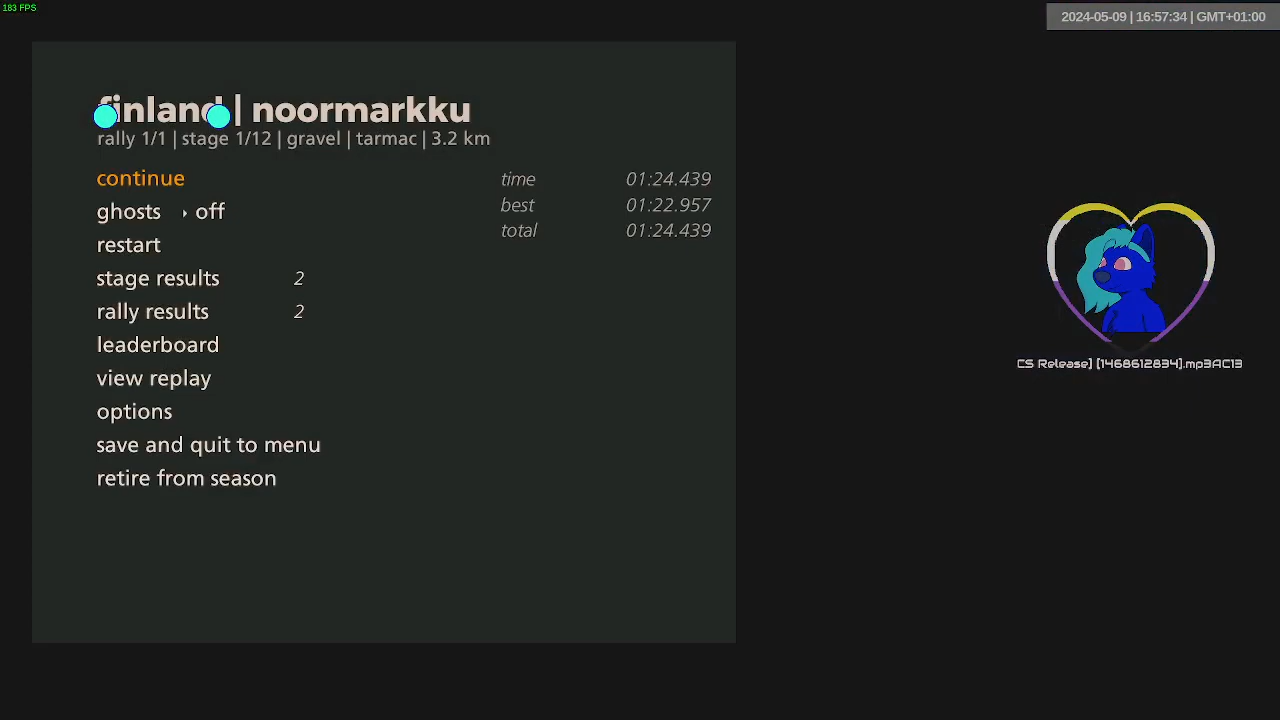 183 FPS
2024-05-09 | 16:57:34 | GMT+01:00
finland | noormarkku
rally 1/1 | stage 1/12 | gravel | tarmac | 3.2 km
continue
time 01:24.439
ghosts ‣ off
best 01:22.957
total 01:24.439
restart
stage results 2
rally results 2
leaderboard
view replay
options
save and quit to menu
retire from season
CS Release] [1468612834].mp3AC13